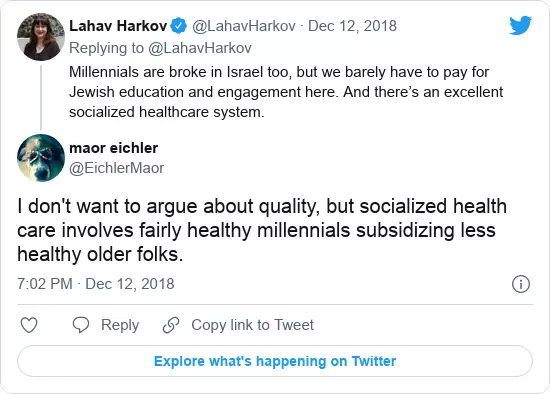 Lahav Harkov @LahavHarkov · Dec 12, 2018
Replying to @LahavHarkov
Millennials are broke in Israel too, but we barely have to pay for
Jewish education and engagement here. And there's an excellent
socialized healthcare system.
maor eichler
@EichlerMaor
I don't want to argue about quality, but socialized health
care involves fairly healthy millennials subsidizing less
healthy older folks.
7:02 PM · Dec 12, 2018
Reply Copy link to Tweet
Explore what's happening on Twitter